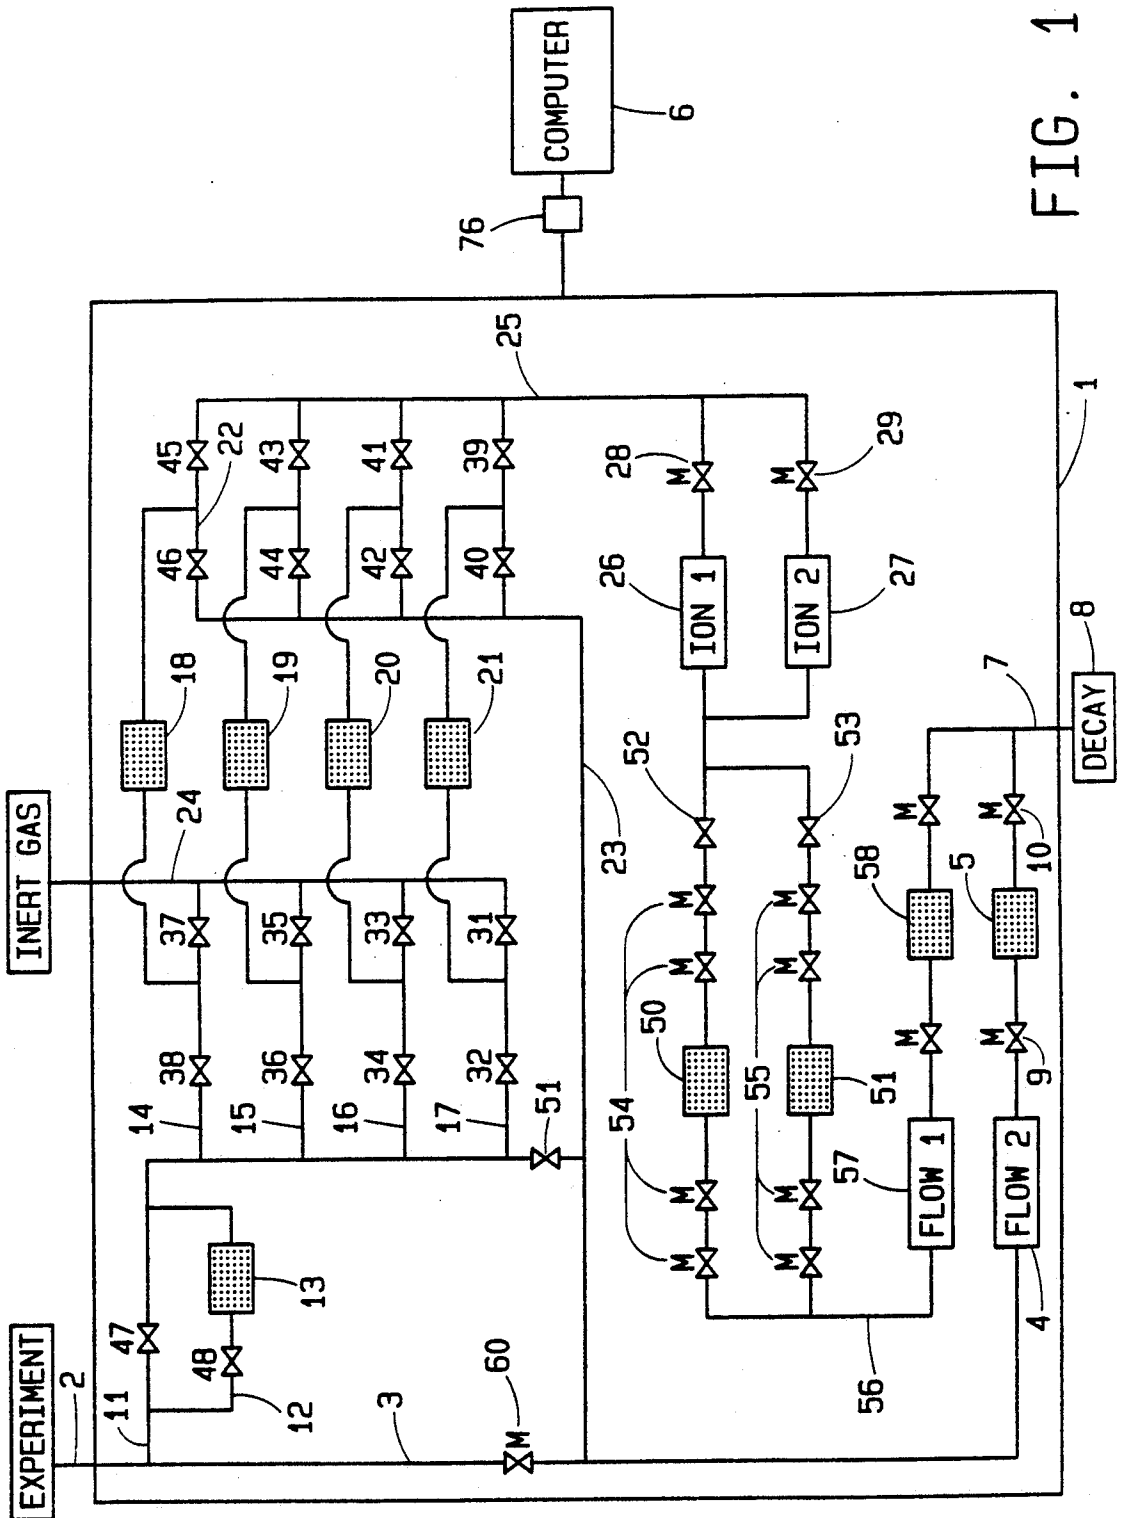 EXPERIMENT
2
11
47
48
12
13
3
M
60
INERT GAS
24
38
37
14
36
35
15
34
33
16
32
31
17
51
18
19
20
21
46
45
22
44
43
42
41
40
39
25
23
26
ION 1
M
28
27
ION 2
M
29
52
53
54
M
M
50
M
M
55
M
M
51
M
M
56
57
FLOW 1
M
58
M
4
FLOW 2
M
9
5
M
10
7
DECAY
8
1
76
COMPUTER
6
FIG. 1